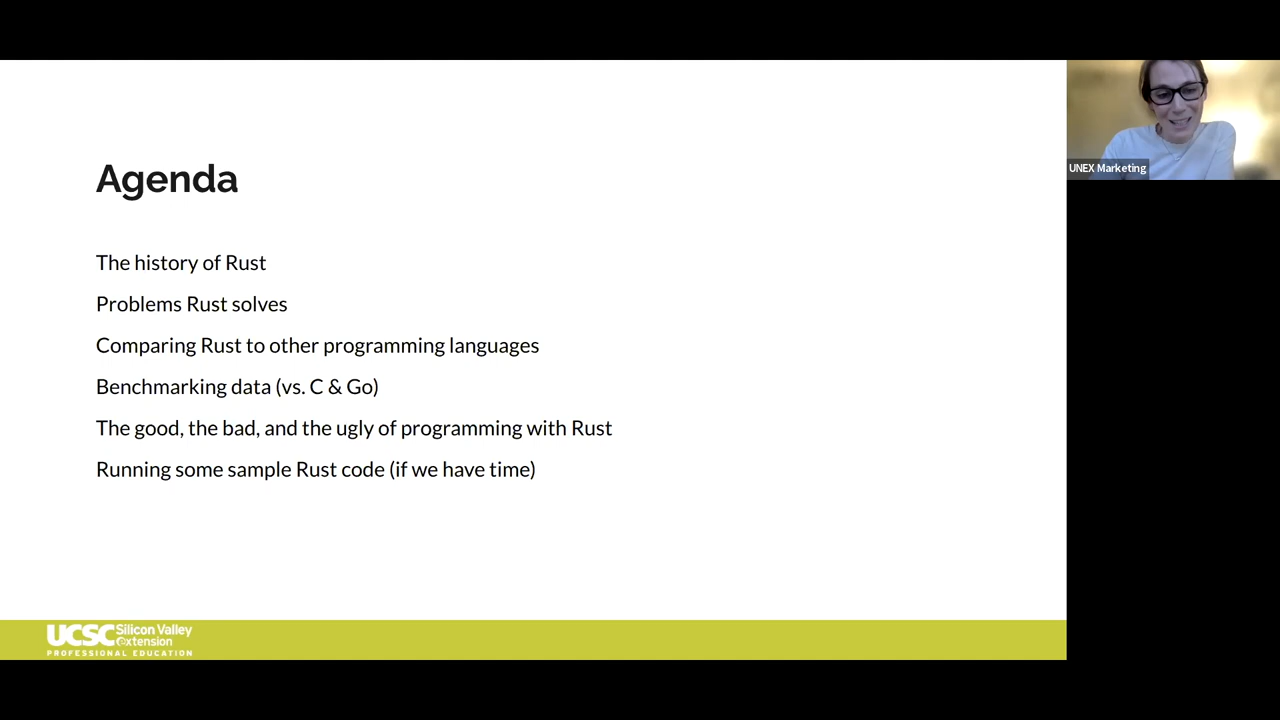 Agenda
The history of Rust
Problems Rust solves
Comparing Rust to other programming languages
Benchmarking data (vs. C & Go)
The good, the bad, and the ugly of programming with Rust
Running some sample Rust code (if we have time)
UNEX Marketing
UCSC Silicon Valley
extension
PROFESSIONAL EDUCATION